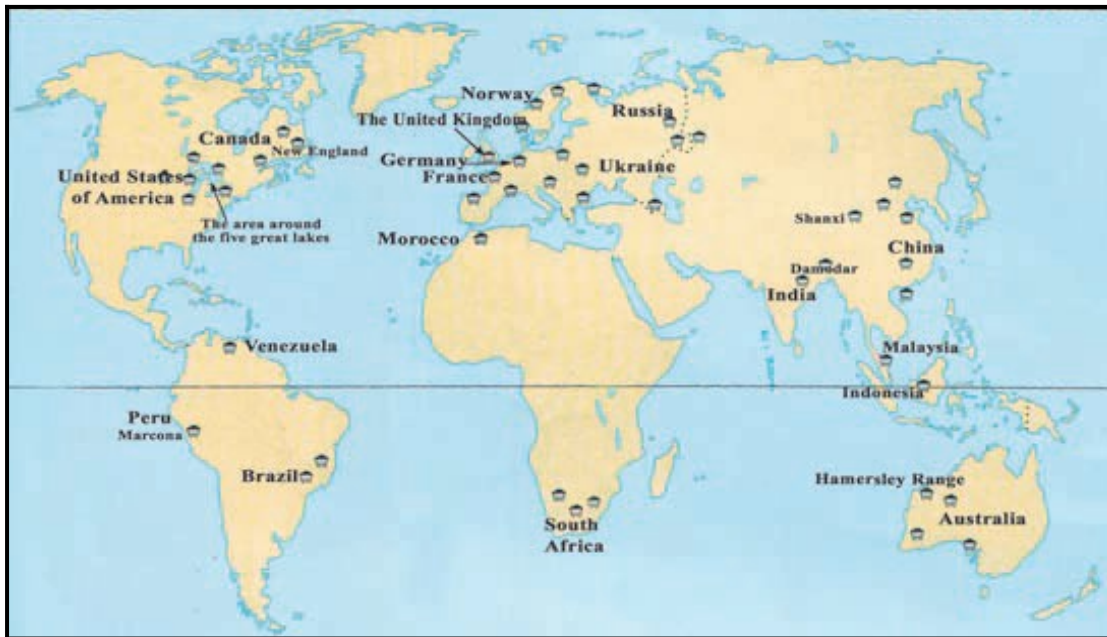 Norway
The United Kingdom
Russia
Canada
New England
Germany
Ukraine
France
United States
of America
The area around
the five great lakes
Shanxi
Morocco
China
Damodar
India
Venezuela
Malaysia
Indonesia
Peru
Marcona
Brazil
Hamersley Range
Australia
South
Africa